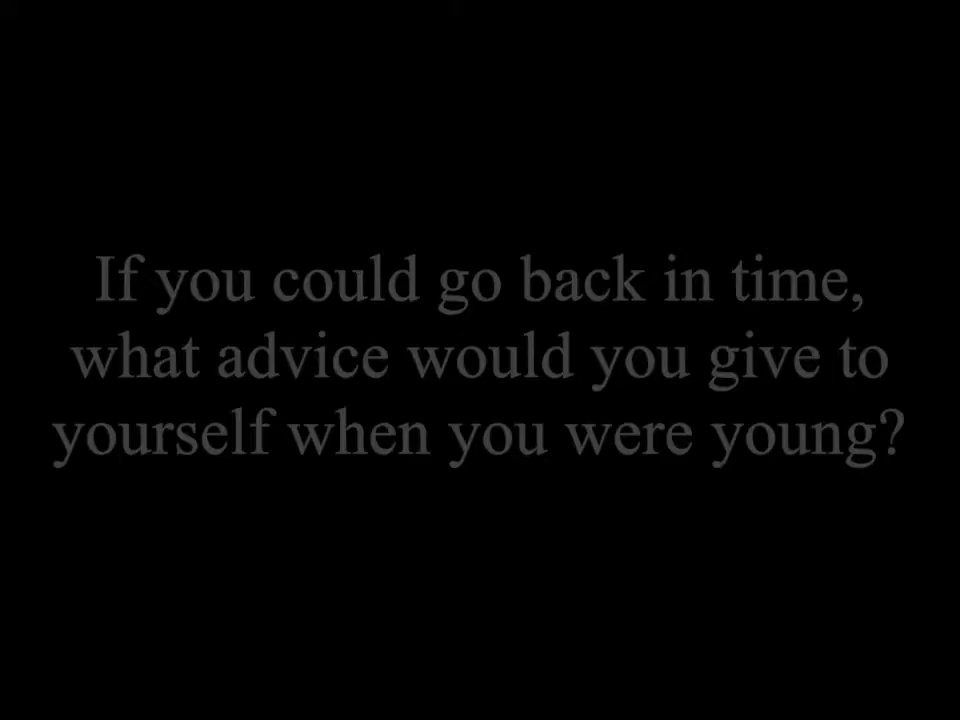 If you could go back in time,
what advice would you give to
yourself when you were young?